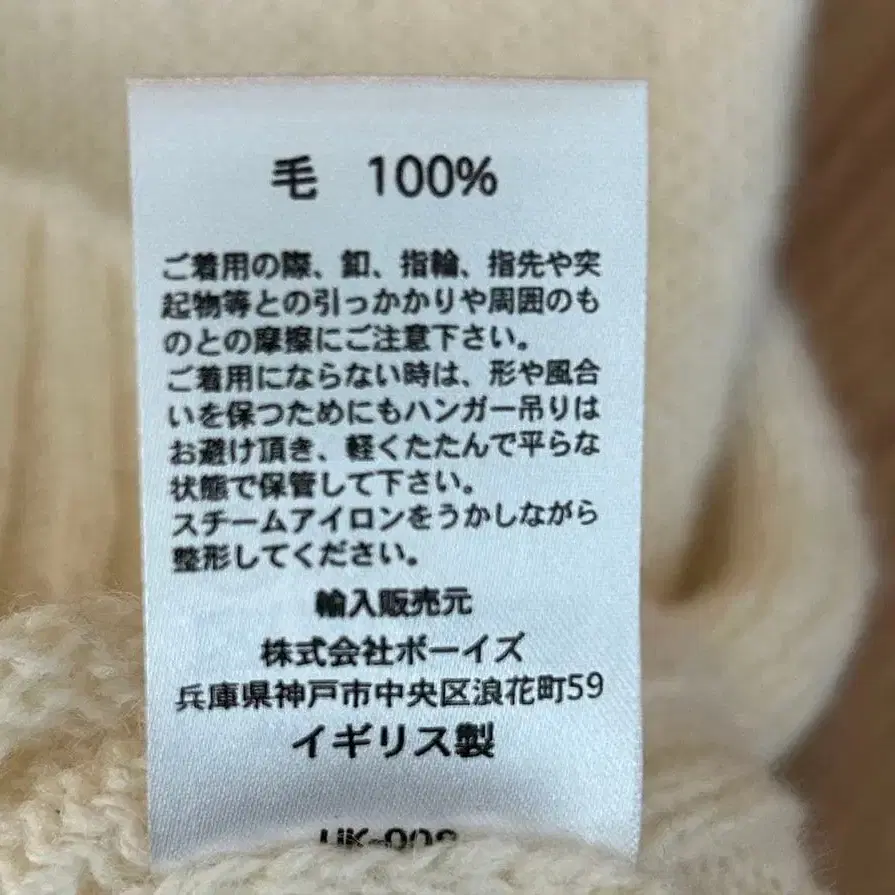 毛 100%
ご着用の際、釦、指輪、指先や突
起物等との引っかかりや周囲のも
のとの摩擦にご注意下さい。
ご着用にならない時は、形や風合
いを保つためにもハンガー吊りは
お避け頂き、軽くたたんで平らな
状態で保管して下さい。
スチームアイロンをうかしながら
整形してください。
輸入販売元
株式会社ボーイズ
兵庫県神戸市中央区浪花町59
イギリス製